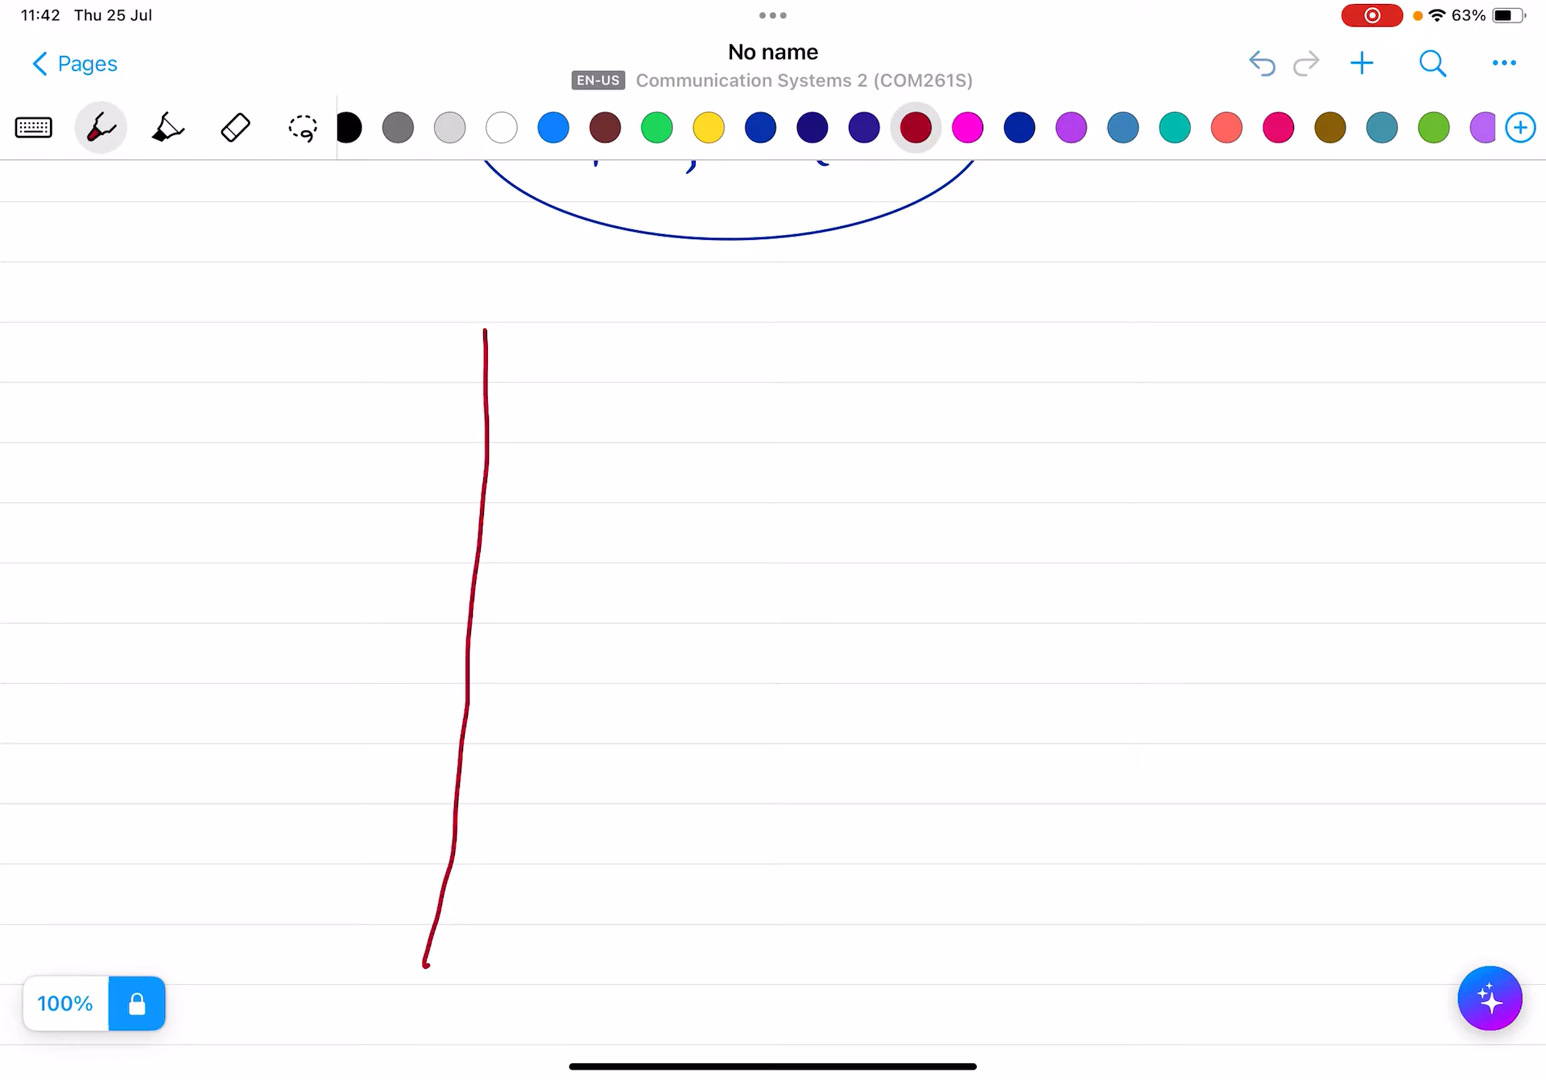 11:42 Thu 25 Jul
63%
Pages
No name
EN-US Communication Systems 2 (COM261S)
100%